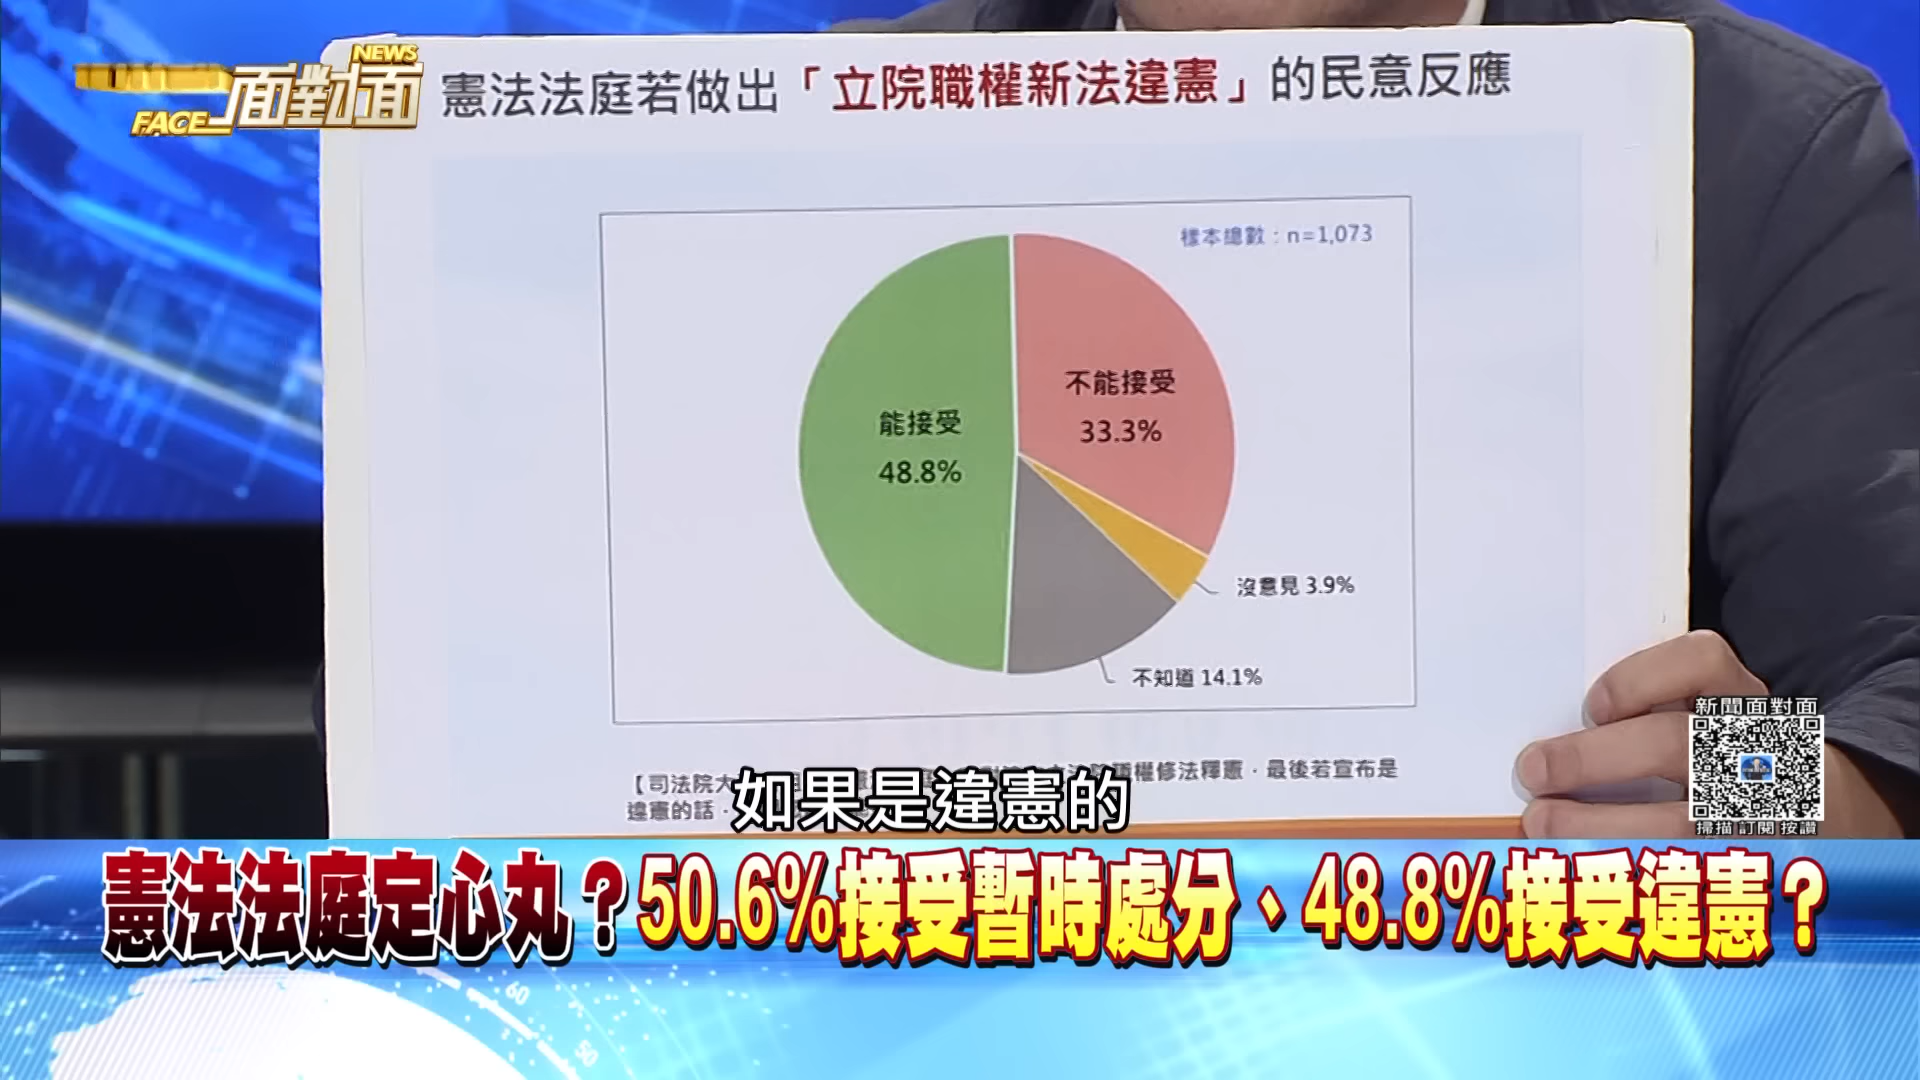 NEWS
面對面
FACE
憲法法庭若做出「立院職權新法違憲」的民意反應
樣本總數：n=1,073
不能接受
33.3%
能接受
48.8%
沒意見 3.9%
不知道 14.1%
【司法院大
職權修法釋憲，最後若宣布是
違憲的話，
如果是違憲的
新聞面對面
掃描 訂閱 按讚
憲法法庭定心丸？50.6%接受暫時處分、48.8%接受違憲？
60
50